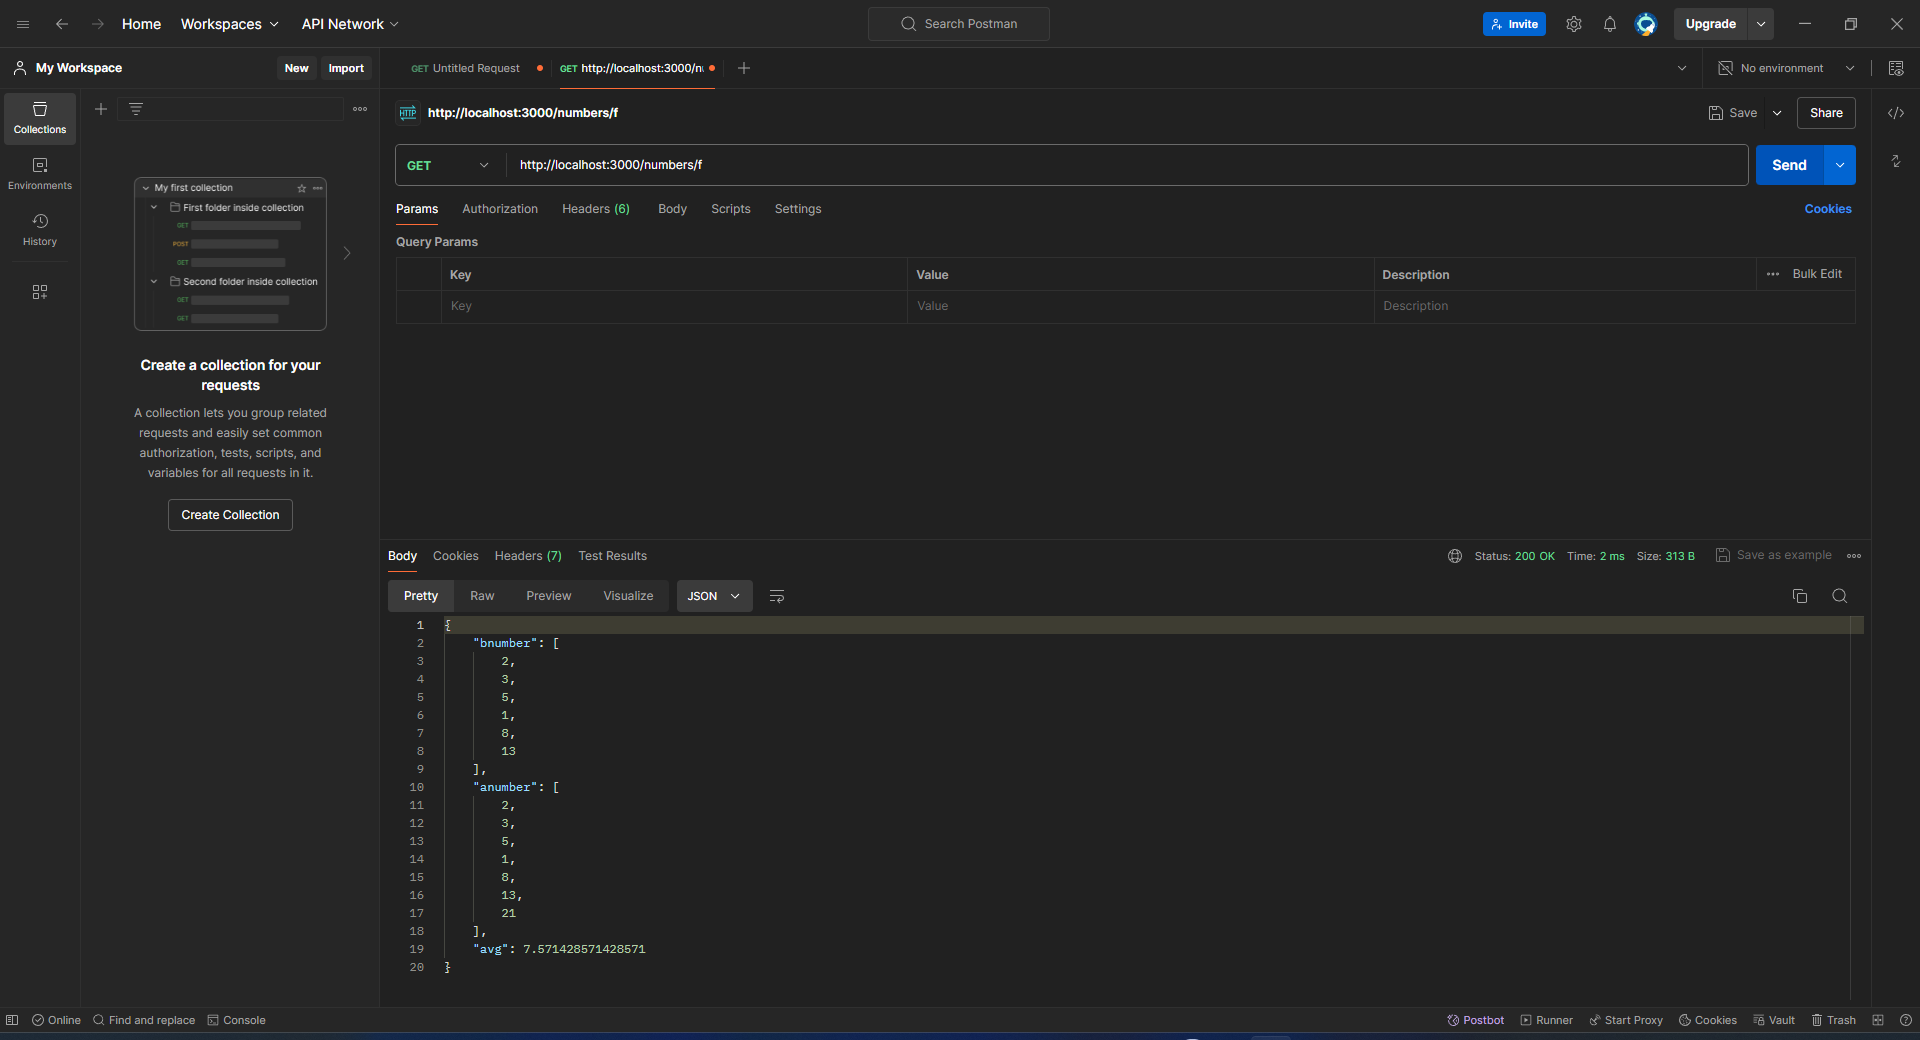 Home Workspaces API Network Search Postman Invite Upgrade
My Workspace New Import GET Untitled Request GET http://localhost:3000/n No environment
http://localhost:3000/numbers/f Save Share
Collections
Environments
History
My first collection
First folder inside collection
GET
POST
GET
Second folder inside collection
GET
GET
Create a collection for your
requests
A collection lets you group related
requests and easily set common
authorization, tests, scripts, and
variables for all requests in it.
Create Collection
HTTP
GET http://localhost:3000/numbers/f Send
Params Authorization Headers (6) Body Scripts Settings Cookies
Query Params
Key Value Description Bulk Edit
Key Value Description
Body Cookies Headers (7) Test Results Status: 200 OK Time: 2 ms Size: 313 B Save as example
Pretty Raw Preview Visualize JSON
1 {
2 "bnumber": [
3 2,
4 3,
5 5,
6 1,
7 8,
8 13
9 ],
10 "anumber": [
11 2,
12 3,
13 5,
14 1,
15 8,
16 13,
17 21
18 ],
19 "avg": 7.571428571428571
20 }
Online Find and replace Console Postbot Runner Start Proxy Cookies Vault Trash